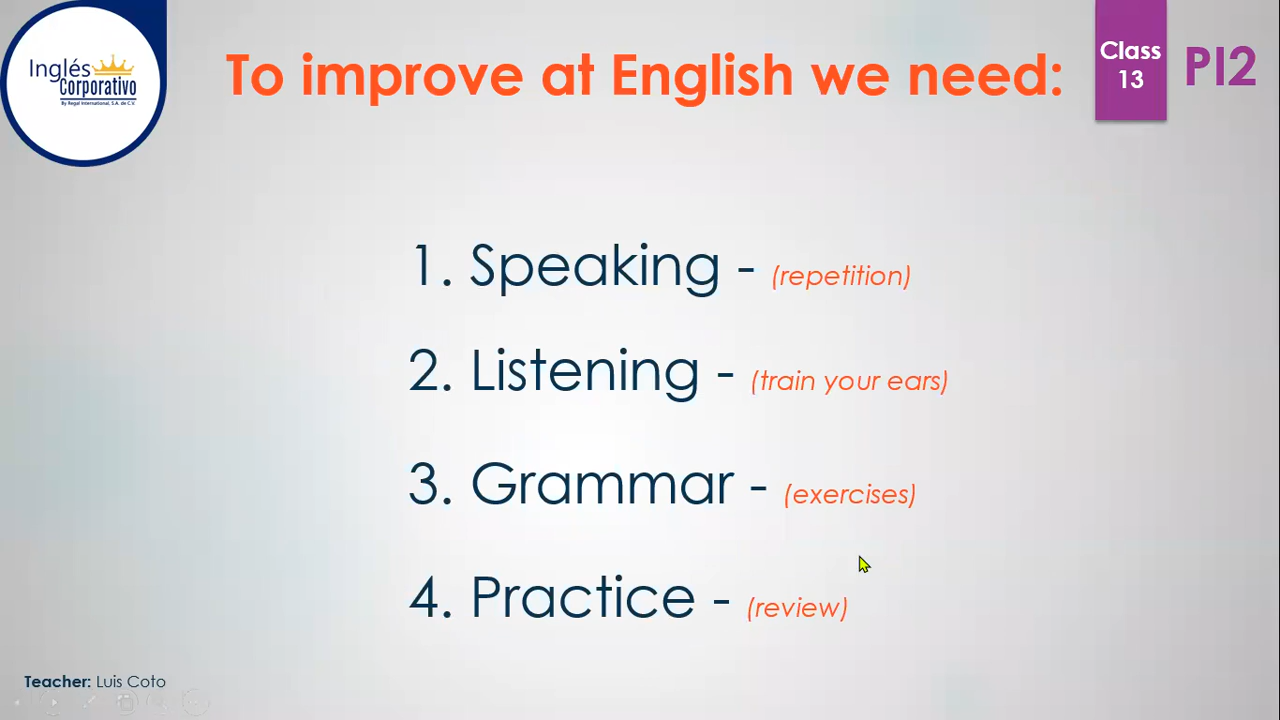 Inglés
Corporativo
By Regal International, S.A. de C.V.
To improve at English we need:
Class
13
PI2
1. Speaking - (repetition)
2. Listening - (train your ears)
3. Grammar - (exercises)
4. Practice - (review)
Teacher: Luis Coto